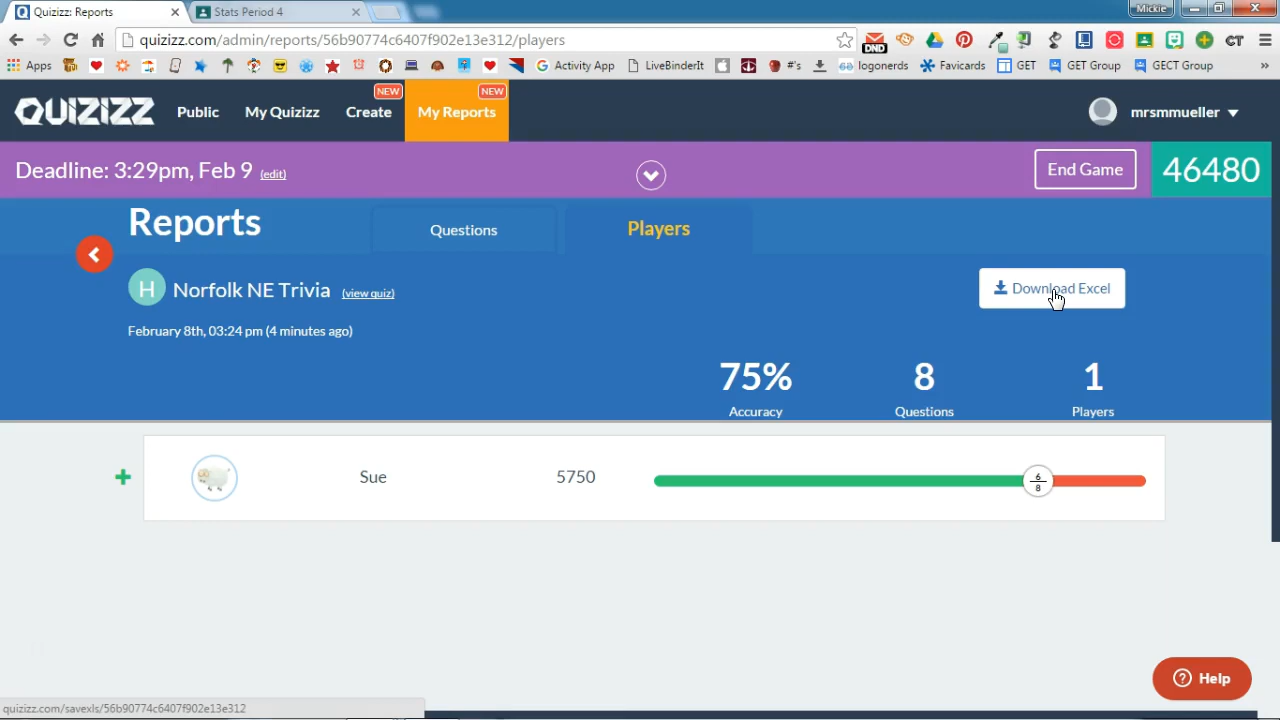 Quizizz: Reports
Stats Period 4
Mickie
quizizz.com/admin/reports/56b90774c6407f902e13e312/players
DND
CT
Apps
Activity App
LiveBinderIt
#'s
logonerds
Favicards
GET
GET Group
GECT Group
»
QUIZIZZ
Public
My Quizizz
NEW
Create
NEW
My Reports
mrsmmueller
Deadline: 3:29pm, Feb 9 (edit)
End Game
46480
Reports
Questions
Players
H
Norfolk NE Trivia (view quiz)
Download Excel
February 8th, 03:24 pm (4 minutes ago)
75%
8
1
Accuracy
Questions
Players
Sue
5750
6
8
Help
quizizz.com/savexls/56b90774c6407f902e13e312